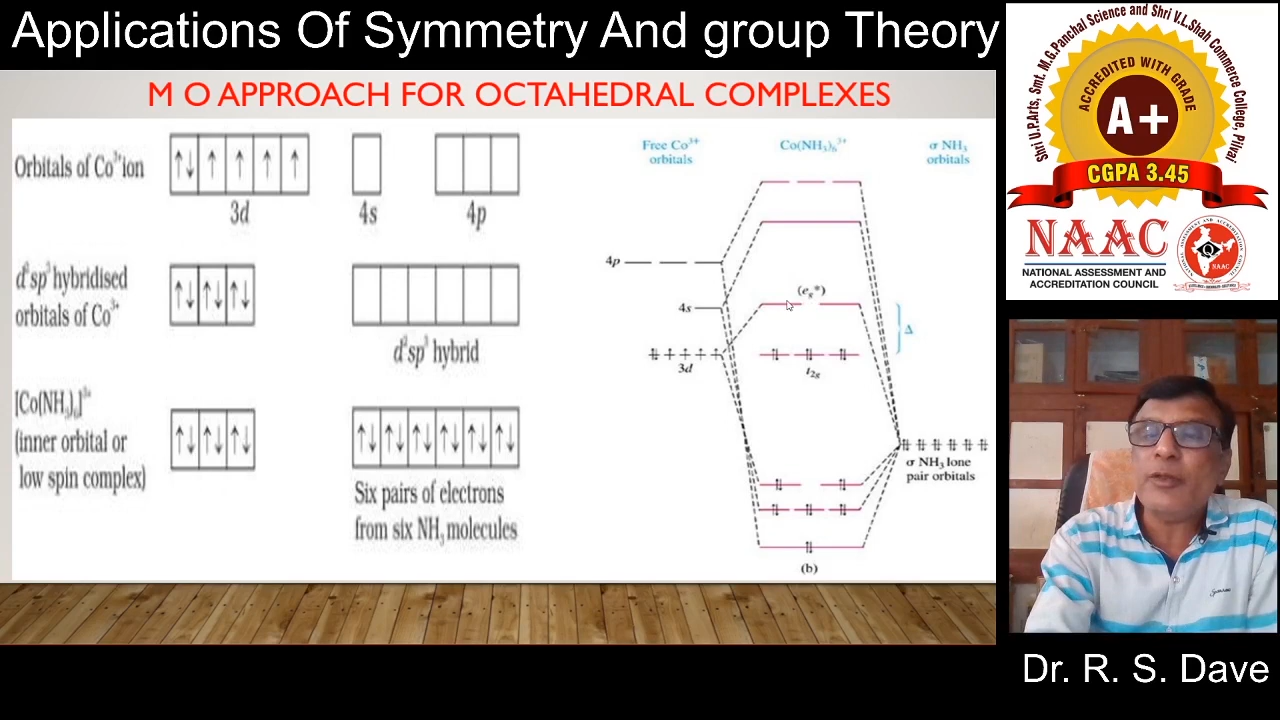 Applications Of Symmetry And group Theory
M O APPROACH FOR OCTAHEDRAL COMPLEXES
Orbitals of Co³⁺ion
3d
4s
4p
d²sp³ hybridised
orbitals of Co³⁺
d²sp³ hybrid
[Co(NH₃)₆]³⁺
(inner orbital or
low spin complex)
Six pairs of electrons
from six NH₃ molecules
Free Co³⁺
orbitals
Co(NH₃)₆³⁺
σ NH₃
orbitals
4p
4s
(e_g*)
Δ
3d
t₂g
σ NH₃ lone
pair orbitals
(b)
Shri U.P.Arts, Smt. M.G.Panchal Science and Shri V.L.Shah Commerce College, Pilvai
ACCREDITED WITH GRADE
A+
CGPA 3.45
NAAC
NATIONAL ASSESSMENT AND
ACCREDITATION COUNCIL
NAAC
Dr. R. S. Dave